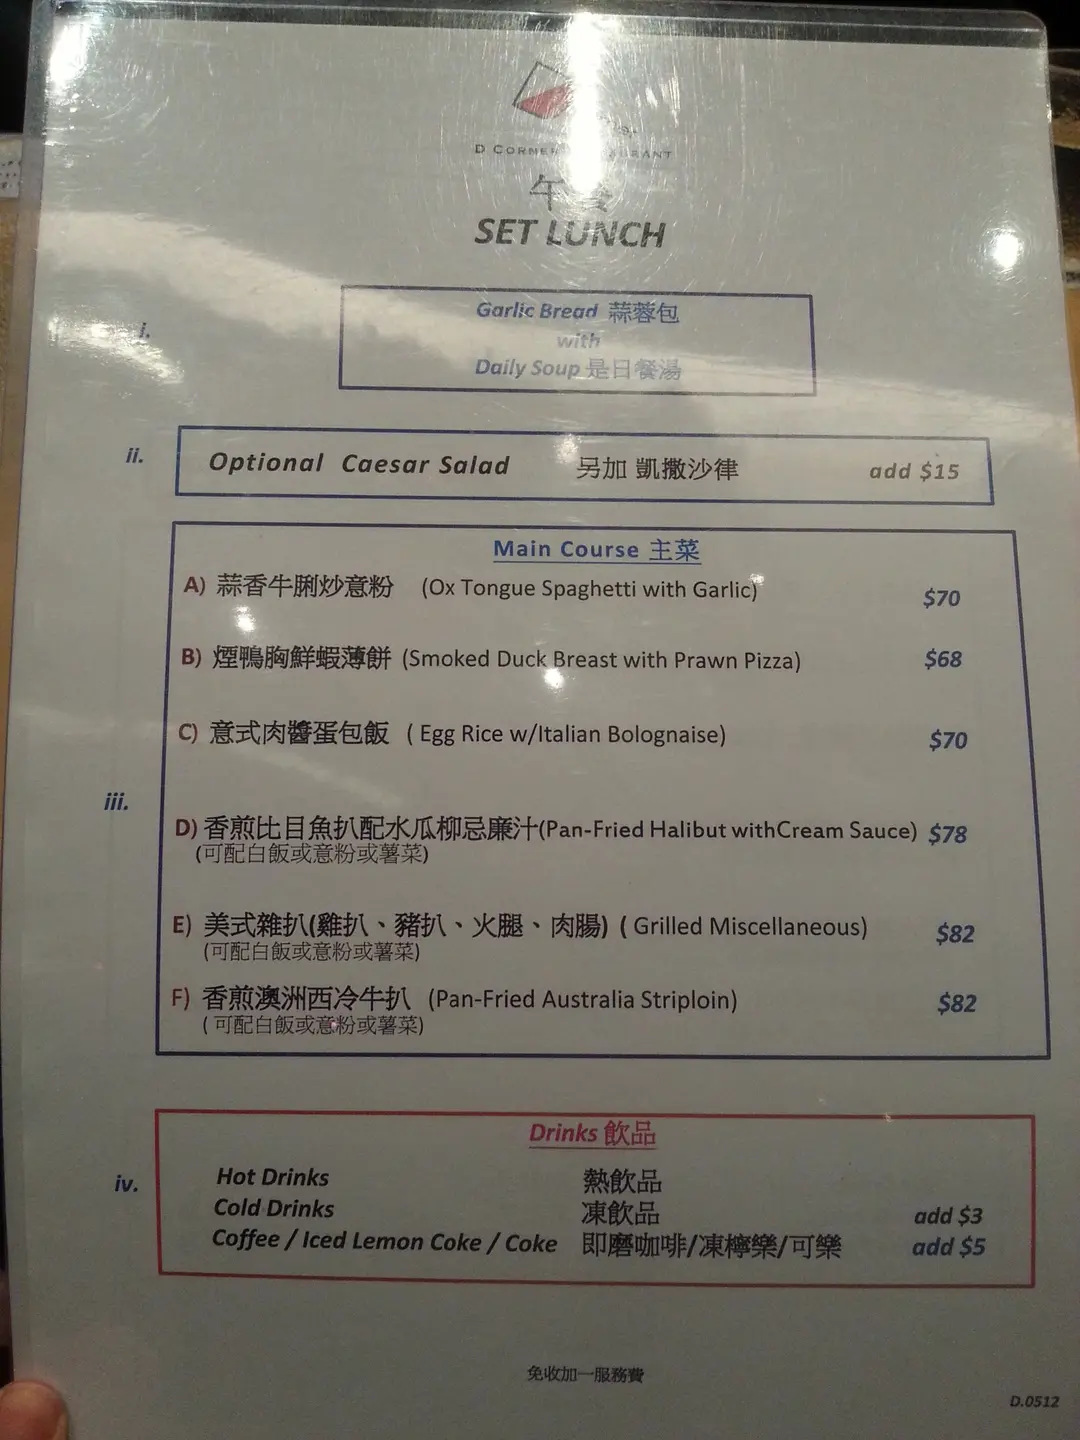 D CORNER RESTAURANT
午餐
SET LUNCH
i.
Garlic Bread 蒜蓉包
with
Daily Soup 是日餐湯
ii.
Optional Caesar Salad 另加 凱撒沙律 add $15
Main Course 主菜
A) 蒜香牛脷炒意粉 (Ox Tongue Spaghetti with Garlic) $70
B) 煙鴨胸鮮蝦薄餅 (Smoked Duck Breast with Prawn Pizza) $68
C) 意式肉醬蛋包飯 ( Egg Rice w/Italian Bolognaise) $70
iii.
D) 香煎比目魚扒配水瓜柳忌廉汁(Pan-Fried Halibut withCream Sauce) $78
(可配白飯或意粉或薯菜)
E) 美式雜扒(雞扒、豬扒、火腿、肉腸) ( Grilled Miscellaneous) $82
(可配白飯或意粉或薯菜)
F) 香煎澳洲西冷牛扒 (Pan-Fried Australia Striploin) $82
( 可配白飯或意粉或薯菜)
Drinks 飲品
iv.
Hot Drinks 熱飲品
Cold Drinks 凍飲品 add $3
Coffee / Iced Lemon Coke / Coke 即磨咖啡/凍檸樂/可樂 add $5
免收加一服務費
D.0512